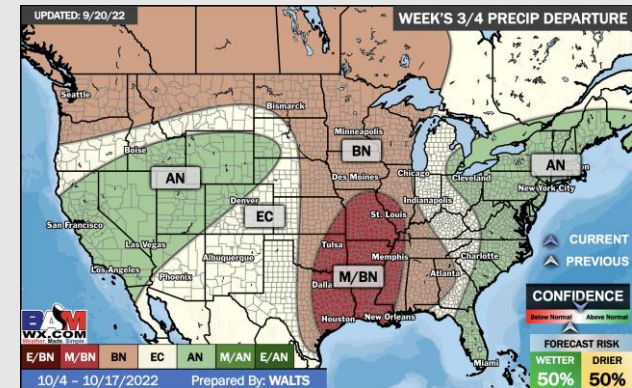 UPDATED: 9/20/22
WEEK'S 3/4 PRECIP DEPARTURE
Seattle
Bismarck
Minneapolis
BN
Boise
AN
Des Moines
Chicago
Cleveland
AN
New York City
Denver
EC
Indianapolis
St. Louis
San Francisco
Las Vegas
Tulsa
Memphis
Charlotte
Los Angeles
Phoenix
Albuquerque
M/BN
Dalla
Atlanta
Houston
New Orleans
Miami
CURRENT
PREVIOUS
CONFIDENCE
Below Normal Above Normal
FORECAST RISK
WETTER DRIER
50% 50%
BAM
WX.COM
Weather. Made. Simple.
E/BN M/BN BN EC AN M/AN E/AN
10/4 – 10/17/2022 Prepared By: WALTS